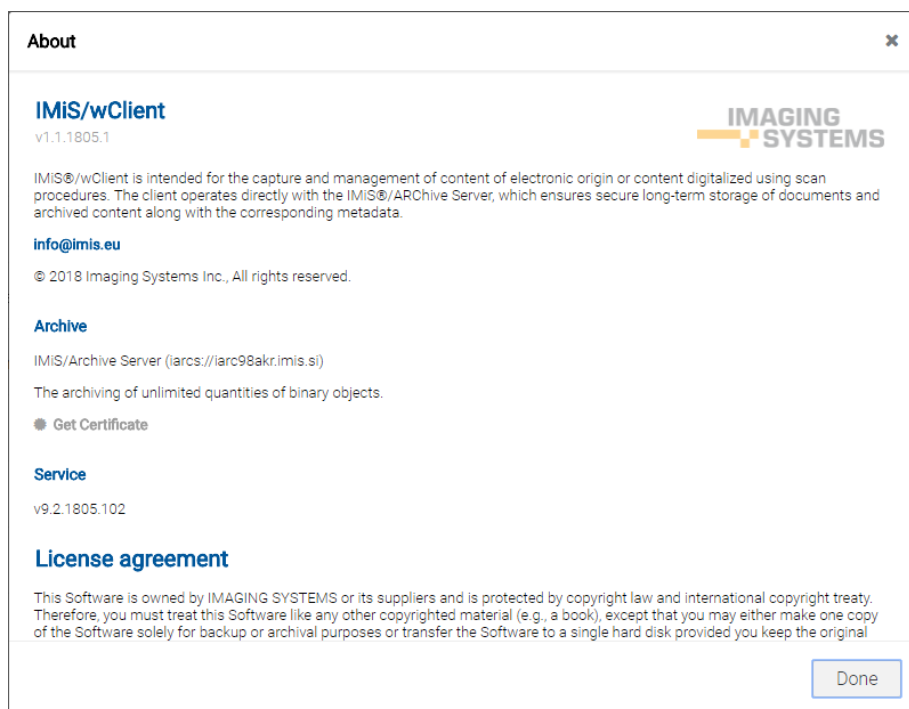 About
IMiS/wClient
v1.1.1805.1
IMAGING
SYSTEMS
IMiS®/wClient is intended for the capture and management of content of electronic origin or content digitalized using scan
procedures. The client operates directly with the IMiS®/ARChive Server, which ensures secure long-term storage of documents and
archived content along with the corresponding metadata.
info@imis.eu
© 2018 Imaging Systems Inc., All rights reserved.
Archive
IMiS/Archive Server (iarcs://iarc98akr.imis.si)
The archiving of unlimited quantities of binary objects.
Get Certificate
Service
v9.2.1805.102
License agreement
This Software is owned by IMAGING SYSTEMS or its suppliers and is protected by copyright law and international copyright treaty.
Therefore, you must treat this Software like any other copyrighted material (e.g., a book), except that you may either make one copy
of the Software solely for backup or archival purposes or transfer the Software to a single hard disk provided you keep the original
Done